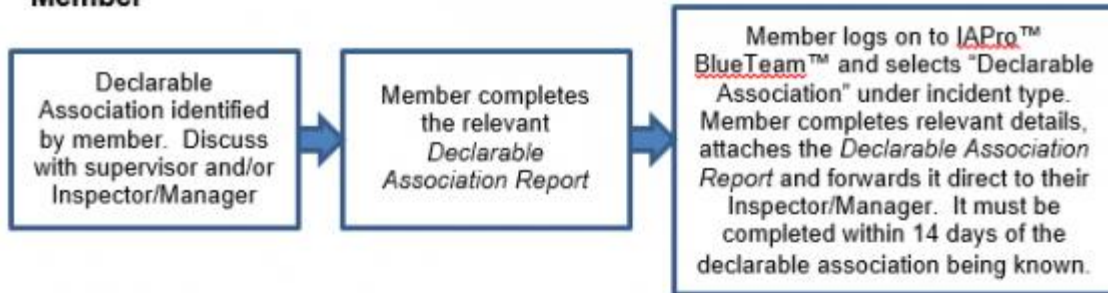 Member
Declarable
Association identified
by member. Discuss
with supervisor and/or
Inspector/Manager
Member completes
the relevant
Declarable
Association Report
Member logs on to IAPro™
BlueTeam™ and selects “Declarable
Association” under incident type.
Member completes relevant details,
attaches the Declarable Association
Report and forwards it direct to their
Inspector/Manager. It must be
completed within 14 days of the
declarable association being known.